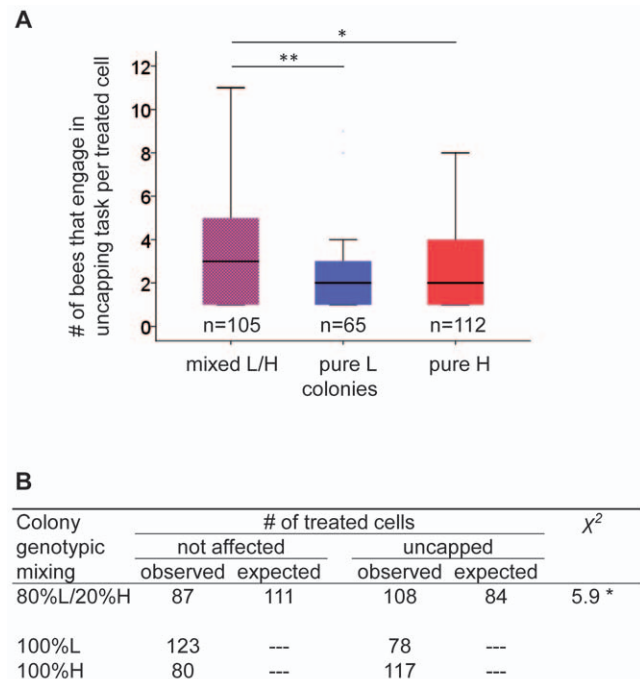 A
*
**
12
10
8
6
4
2
0
# of bees that engage in
uncapping task per treated cell
n=105 n=65 n=112
mixed L/H pure L pure H
colonies
B
Colony # of treated cells χ²
genotypic not affected uncapped
mixing observed expected observed expected
80%L/20%H 87 111 108 84 5.9 *
100%L 123 --- 78 ---
100%H 80 --- 117 ---